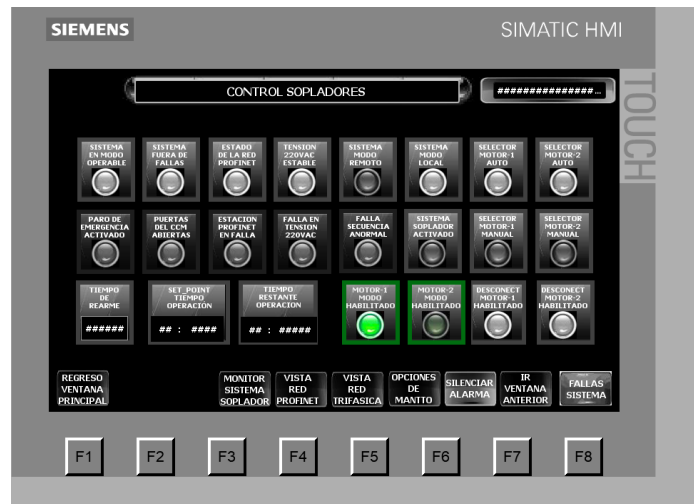 SIEMENS
SIMATIC HMI
TOUCH
CONTROL SOPLADORES
###############...
SISTEMA
EN MODO
OPERABLE
SISTEMA
FUERA DE
FALLAS
ESTADO
DE LA RED
PROFINET
TENSION
220VAC
ESTABLE
SISTEMA
MODO
REMOTO
SISTEMA
MODO
LOCAL
SELECTOR
MOTOR-1
AUTO
SELECTOR
MOTOR-2
AUTO
PARO DE
EMERGENCIA
ACTIVADO
PUERTAS
DEL CCM
ABIERTAS
ESTACION
PROFINET
EN FALLA
FALLA EN
TENSION
220VAC
FALLA
SECUENCIA
ANORMAL
SISTEMA
SOPLADOR
ACTIVADO
SELECTOR
MOTOR-1
MANUAL
SELECTOR
MOTOR-2
MANUAL
TIEMPO
DE
REARME
######
SET_POINT
TIEMPO
OPERACIÓN
## : ####
TIEMPO
RESTANTE
OPERACIÓN
## : #####
MOTOR-1
MODO
HABILITADO
MOTOR-2
MODO
HABILITADO
DESCONECT
MOTOR-1
HABILITADO
DESCONECT
MOTOR-2
HABILITADO
REGRESO
VENTANA
PRINCIPAL
MONITOR
SISTEMA
SOPLADOR
VISTA
RED
PROFINET
VISTA
RED
TRIFASICA
OPCIONES
DE
MANTTO
SILENCIAR
ALARMA
IR
VENTANA
ANTERIOR
FALLAS
SISTEMA
F1
F2
F3
F4
F5
F6
F7
F8